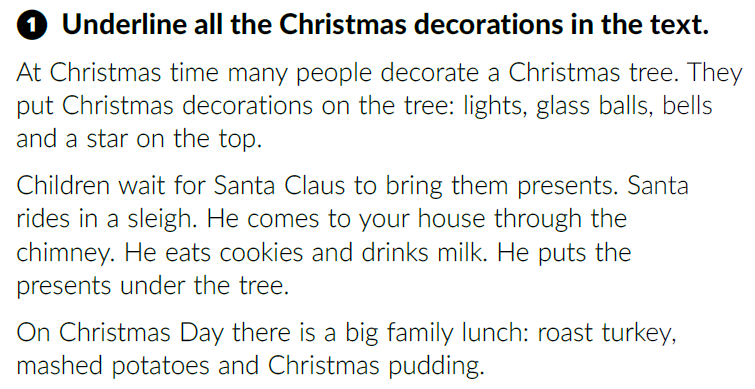 1 Underline all the Christmas decorations in the text.
At Christmas time many people decorate a Christmas tree. They
put Christmas decorations on the tree: lights, glass balls, bells
and a star on the top.
Children wait for Santa Claus to bring them presents. Santa
rides in a sleigh. He comes to your house through the
chimney. He eats cookies and drinks milk. He puts the
presents under the tree.
On Christmas Day there is a big family lunch: roast turkey,
mashed potatoes and Christmas pudding.